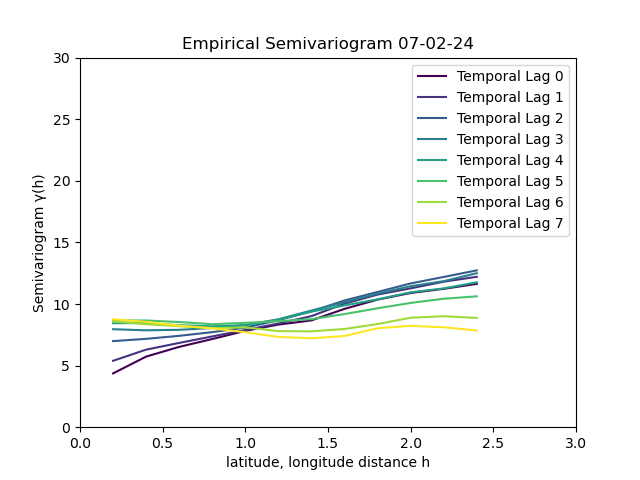 Empirical Semivariogram 07-02-24
Semivariogram γ(h)
30
25
20
15
10
5
0
0.0 0.5 1.0 1.5 2.0 2.5 3.0
latitude, longitude distance h
Temporal Lag 0
Temporal Lag 1
Temporal Lag 2
Temporal Lag 3
Temporal Lag 4
Temporal Lag 5
Temporal Lag 6
Temporal Lag 7